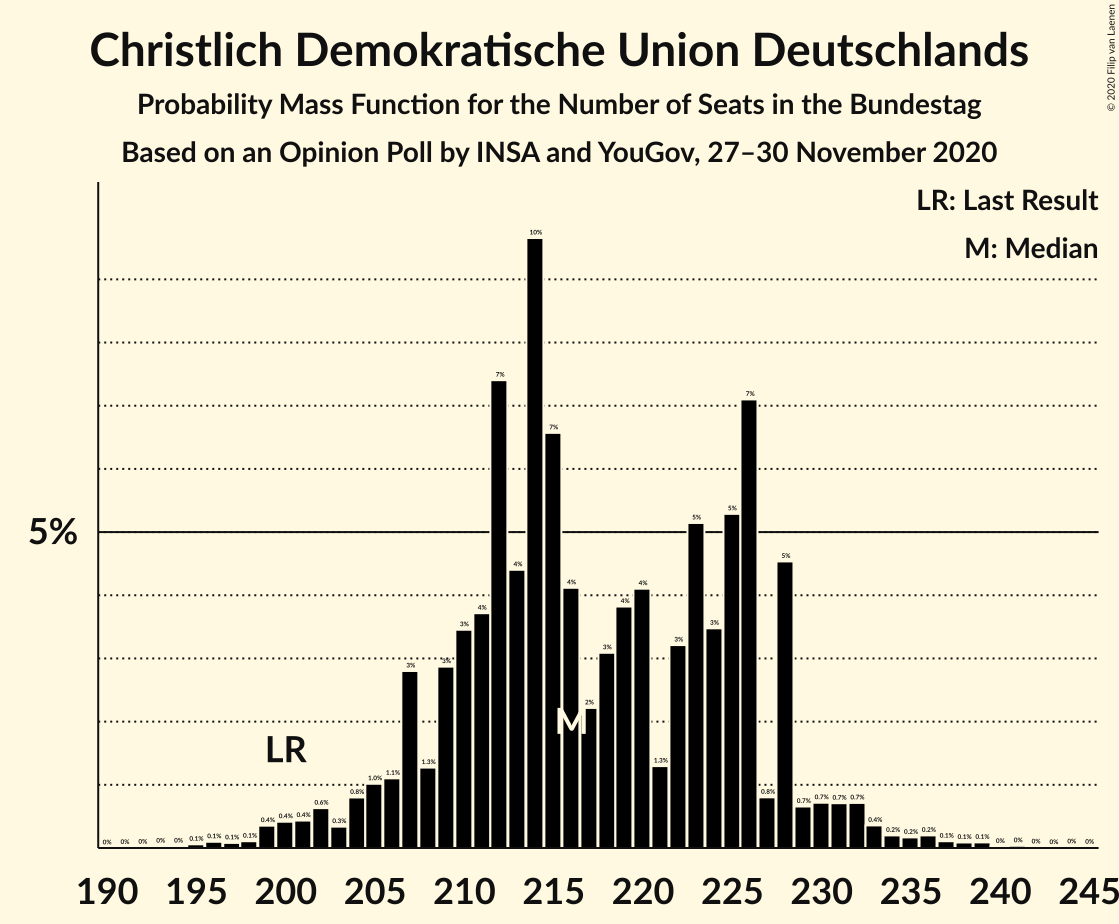 Christlich Demokratische Union Deutschlands
Probability Mass Function for the Number of Seats in the Bundestag
Based on an Opinion Poll by INSA and YouGov, 27–30 November 2020
© 2020 Filip van Laenen
LR: Last Result
M: Median
5%
LR
M
0% 0% 0% 0% 0% 0.1% 0.1% 0.1% 0.1% 0.4% 0.4% 0.4% 0.6% 0.3% 0.8% 1.0% 1.1% 3% 1.3% 3% 3% 4% 7% 4% 10% 7% 4% 2% 3% 4% 4% 1.3% 3% 5% 3% 5% 7% 0.8% 5% 0.7% 0.7% 0.7% 0.7% 0.4% 0.2% 0.2% 0.2% 0.1% 0.1% 0.1% 0% 0% 0% 0% 0% 0%
190 195 200 205 210 215 220 225 230 235 240 245